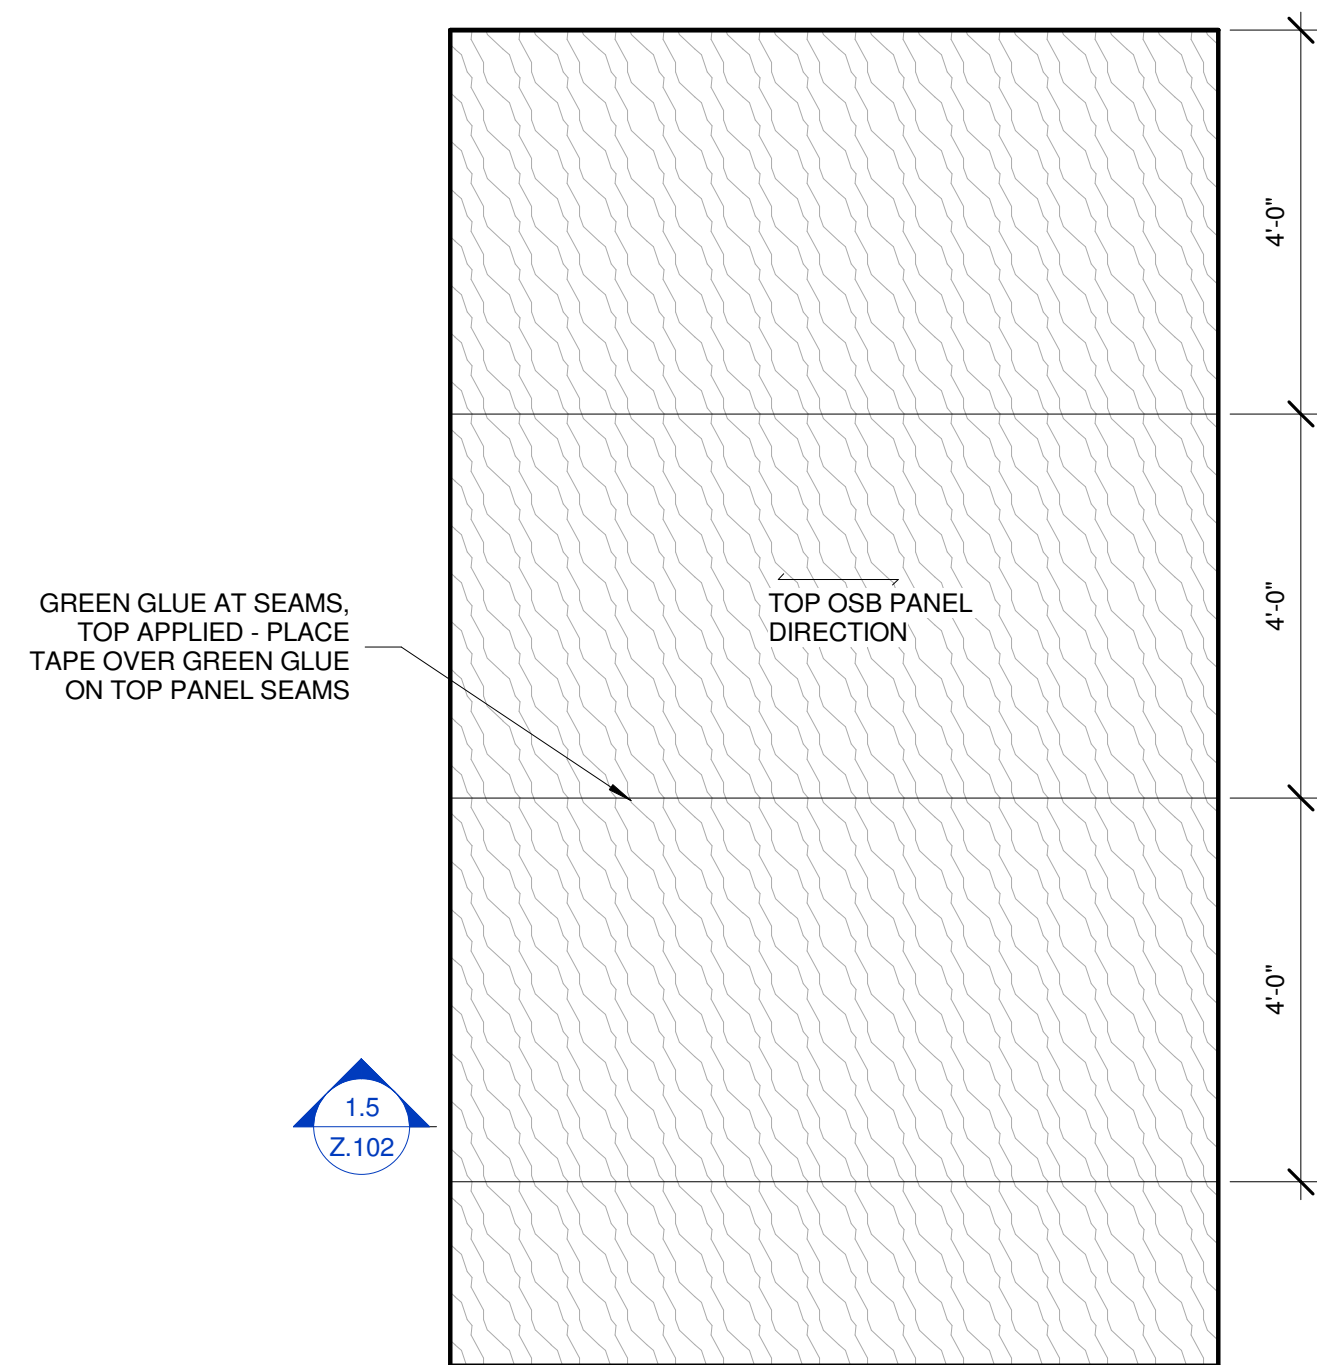 4'-0"
GREEN GLUE AT SEAMS,
TOP APPLIED - PLACE
TAPE OVER GREEN GLUE
ON TOP PANEL SEAMS
TOP OSB PANEL
DIRECTION
4'-0"
4'-0"
1.5
Z.102